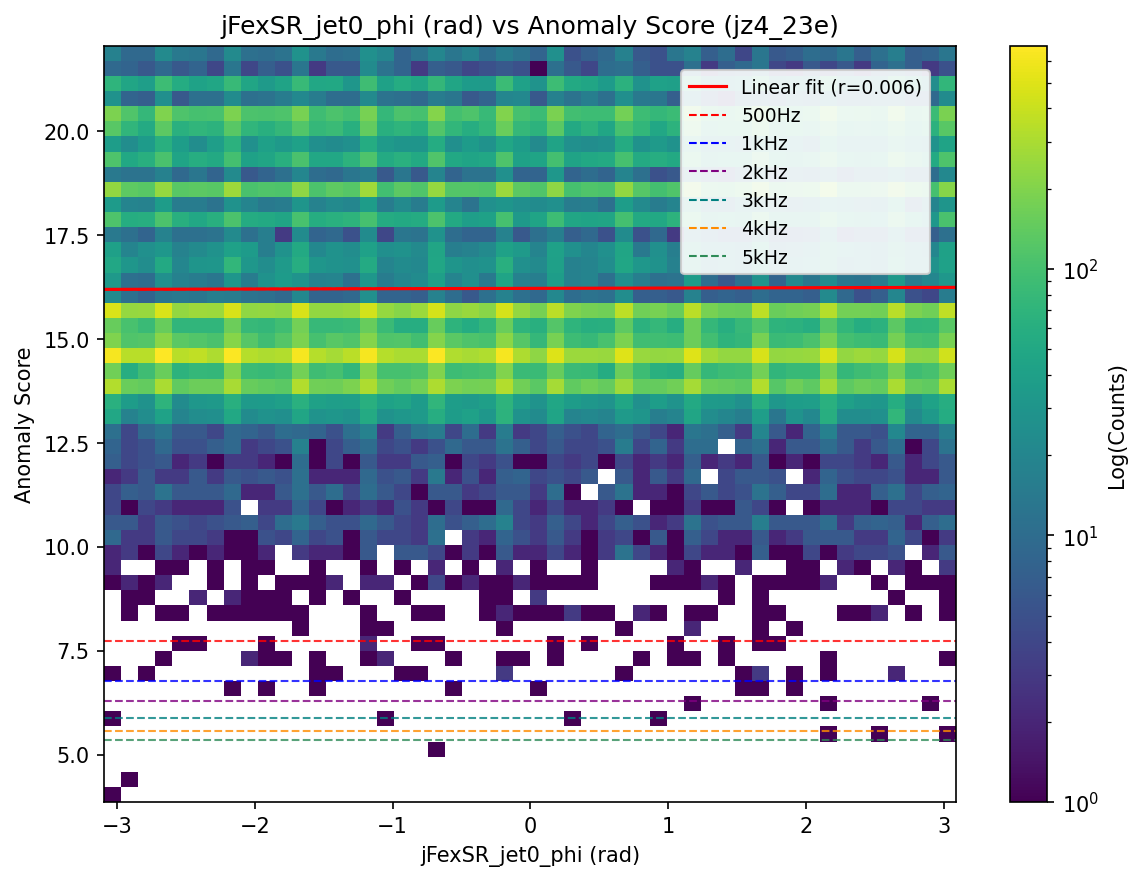 jFexSR_jet0_phi (rad) vs Anomaly Score (jz4_23e)
Linear fit (r=0.006)
500Hz
1kHz
2kHz
3kHz
4kHz
5kHz
Anomaly Score
20.0
17.5
15.0
12.5
10.0
7.5
5.0
−3
−2
−1
0
1
2
3
jFexSR_jet0_phi (rad)
10²
10¹
10⁰
Log(Counts)